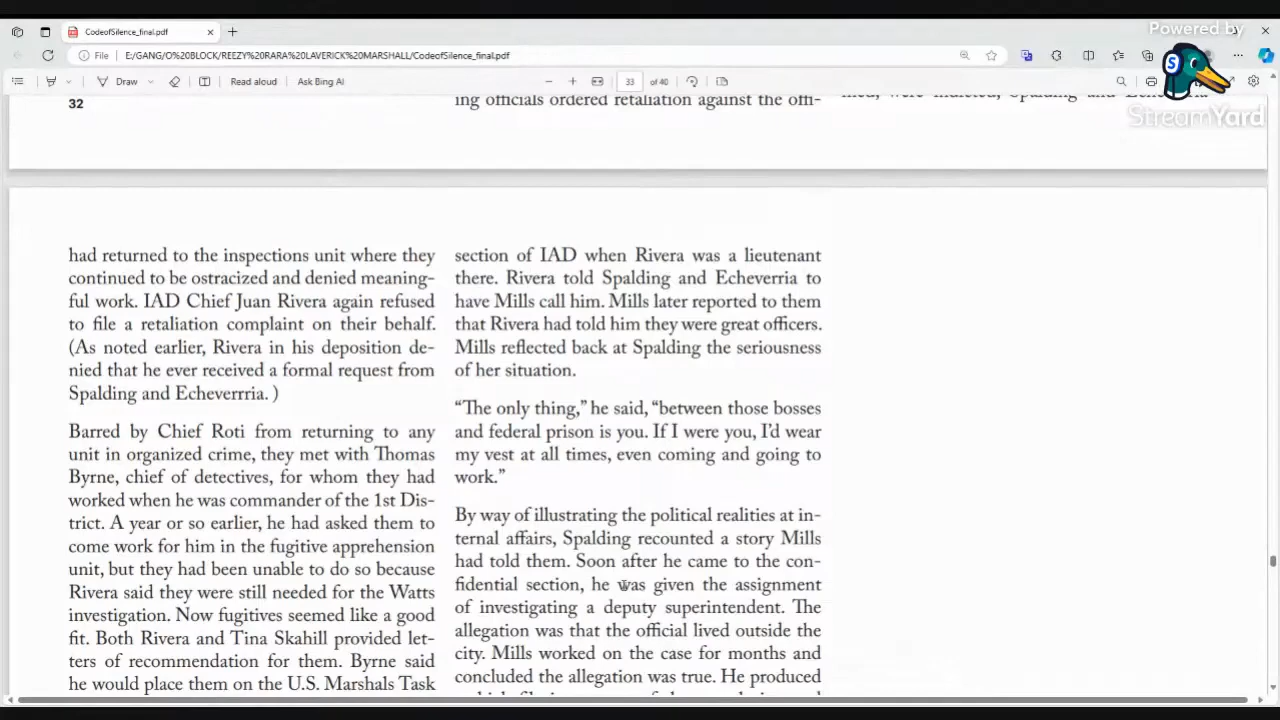 CodeofSilence_final.pdf
Powered by
File
E:/GANG/O%20BLOCK/REEZY%20RARA%20LAVERICK%20MARSHALL/CodeofSilence_final.pdf
Draw
Read aloud
Ask Bing AI
33
of 40
S
StreamYard
32
ing officials ordered retaliation against the offi-
had returned to the inspections unit where they
continued to be ostracized and denied meaning-
ful work. IAD Chief Juan Rivera again refused
to file a retaliation complaint on their behalf.
(As noted earlier, Rivera in his deposition de-
nied that he ever received a formal request from
Spalding and Echeverrria. )
Barred by Chief Roti from returning to any
unit in organized crime, they met with Thomas
Byrne, chief of detectives, for whom they had
worked when he was commander of the 1st Dis-
trict. A year or so earlier, he had asked them to
come work for him in the fugitive apprehension
unit, but they had been unable to do so because
Rivera said they were still needed for the Watts
investigation. Now fugitives seemed like a good
fit. Both Rivera and Tina Skahill provided let-
ters of recommendation for them. Byrne said
he would place them on the U.S. Marshals Task
section of IAD when Rivera was a lieutenant
there. Rivera told Spalding and Echeverria to
have Mills call him. Mills later reported to them
that Rivera had told him they were great officers.
Mills reflected back at Spalding the seriousness
of her situation.
“The only thing,” he said, “between those bosses
and federal prison is you. If I were you, I’d wear
my vest at all times, even coming and going to
work.”
By way of illustrating the political realities at in-
ternal affairs, Spalding recounted a story Mills
had told them. Soon after he came to the con-
fidential section, he was given the assignment
of investigating a deputy superintendent. The
allegation was that the official lived outside the
city. Mills worked on the case for months and
concluded the allegation was true. He produced